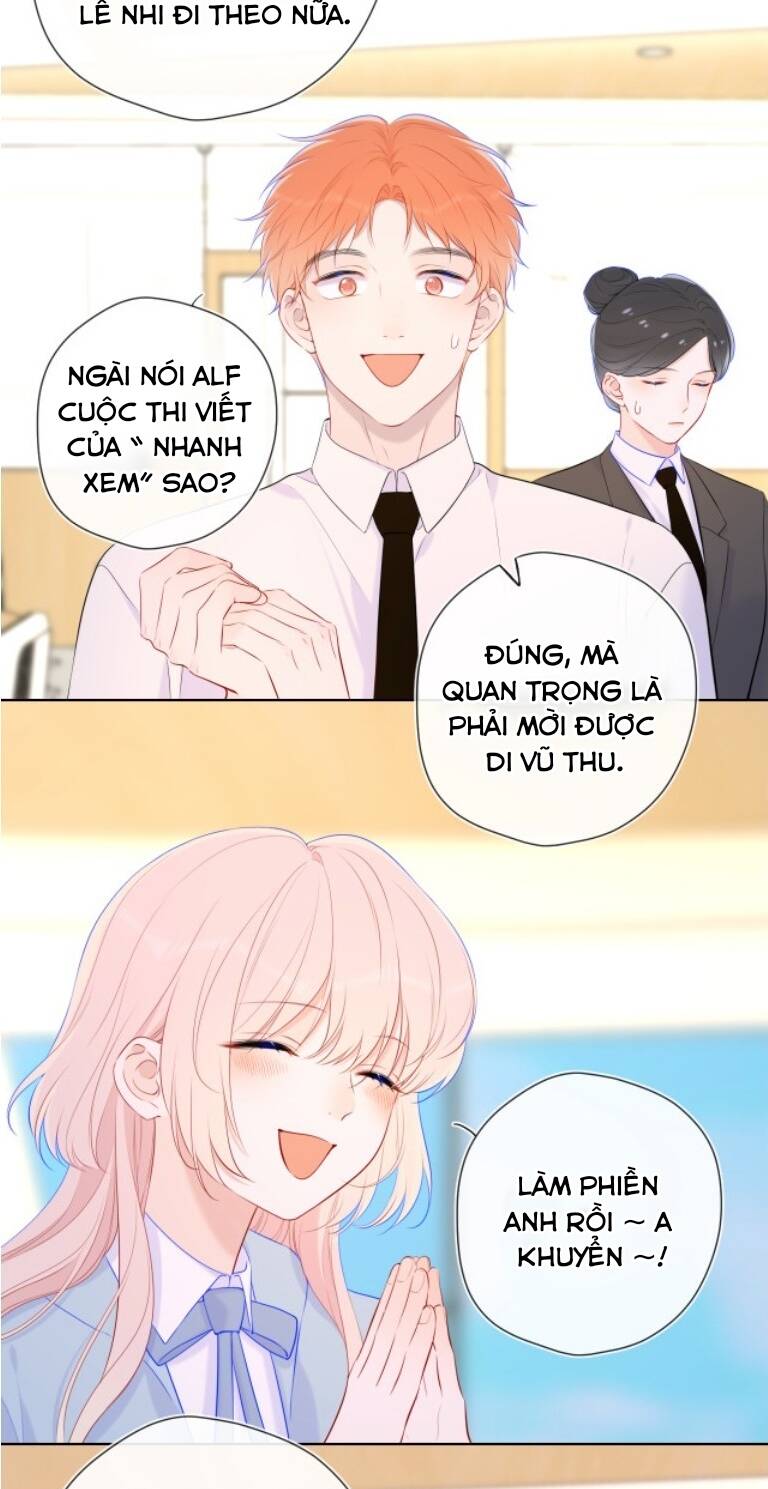 LÊ NHI ĐI THEO NỮA.
NGÀI NÓI ALF
CUỘC THI VIẾT
CỦA “ NHANH
XEM” SAO?
ĐÚNG, MÀ
QUAN TRỌNG LÀ
PHẢI MỜI ĐƯỢC
DI VŨ THU.
LÀM PHIỀN
ANH RỒI ~ A
KHUYỂN ~!